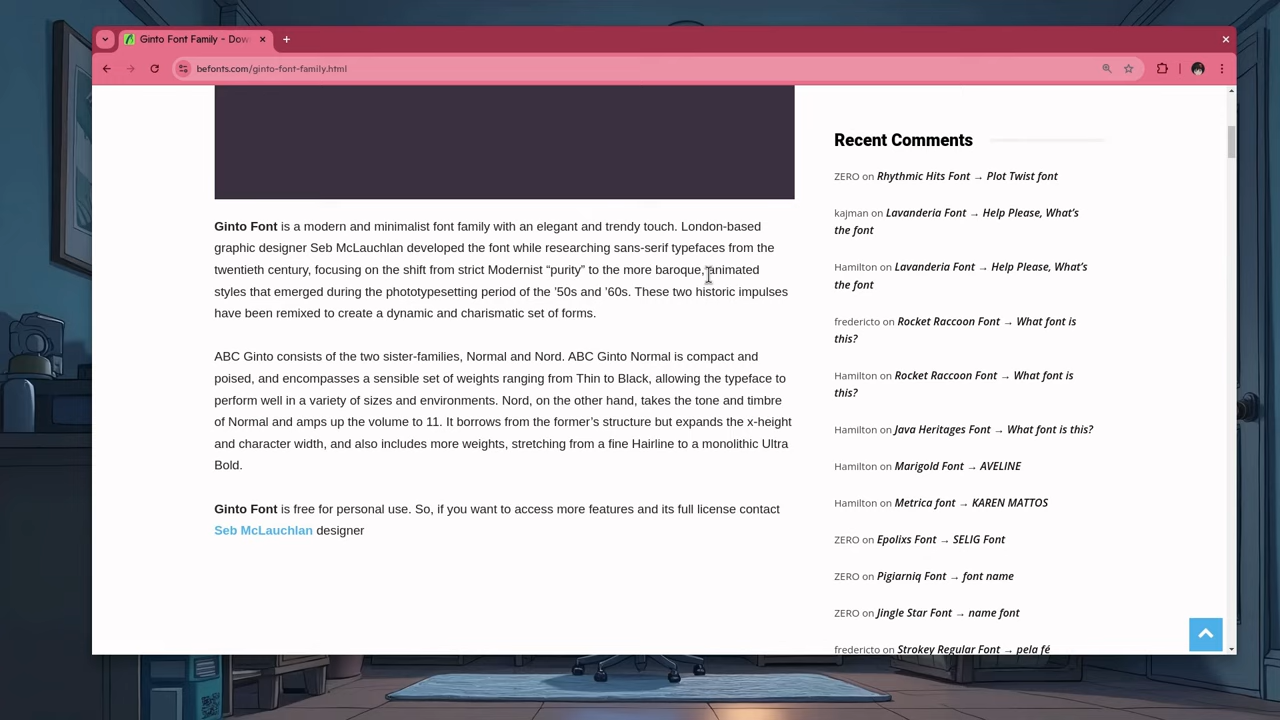 Ginto Font Family - Dow
befonts.com/ginto-font-family.html
Ginto Font is a modern and minimalist font family with an elegant and trendy touch. London-based
graphic designer Seb McLauchlan developed the font while researching sans-serif typefaces from the
twentieth century, focusing on the shift from strict Modernist “purity” to the more baroque, animated
styles that emerged during the phototypesetting period of the ’50s and ’60s. These two historic impulses
have been remixed to create a dynamic and charismatic set of forms.
ABC Ginto consists of the two sister-families, Normal and Nord. ABC Ginto Normal is compact and
poised, and encompasses a sensible set of weights ranging from Thin to Black, allowing the typeface to
perform well in a variety of sizes and environments. Nord, on the other hand, takes the tone and timbre
of Normal and amps up the volume to 11. It borrows from the former’s structure but expands the x-height
and character width, and also includes more weights, stretching from a fine Hairline to a monolithic Ultra
Bold.
Ginto Font is free for personal use. So, if you want to access more features and its full license contact
Seb McLauchlan designer
Recent Comments
ZERO on Rhythmic Hits Font → Plot Twist font
kajman on Lavanderia Font → Help Please, What’s
the font
Hamilton on Lavanderia Font → Help Please, What’s
the font
fredericto on Rocket Raccoon Font → What font is
this?
Hamilton on Rocket Raccoon Font → What font is
this?
Hamilton on Java Heritages Font → What font is this?
Hamilton on Marigold Font → AVELINE
Hamilton on Metrica font → KAREN MATTOS
ZERO on Epolixs Font → SELIG Font
ZERO on Pigiarniq Font → font name
ZERO on Jingle Star Font → name font
fredericto on Strokey Regular Font → pela fé